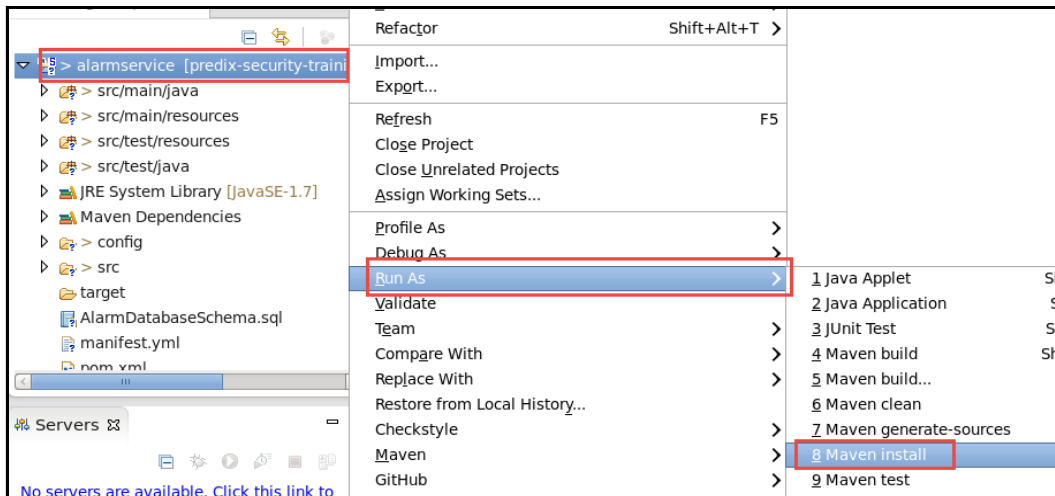 > alarmservice [predix-security-traini
> src/main/java
> src/main/resources
> src/test/resources
> src/test/java
JRE System Library [JavaSE-1.7]
Maven Dependencies
> config
> src
target
AlarmDatabaseSchema.sql
manifest.yml
pom.xml
Servers
No servers are available. Click this link to
Refactor Shift+Alt+T
Import...
Export...
Refresh F5
Close Project
Close Unrelated Projects
Assign Working Sets...
Profile As
Debug As
Run As
Validate
Team
Compare With
Replace With
Restore from Local History...
Checkstyle
Maven
GitHub
1 Java Applet
2 Java Application
3 JUnit Test
4 Maven build
5 Maven build...
6 Maven clean
7 Maven generate-sources
8 Maven install
9 Maven test